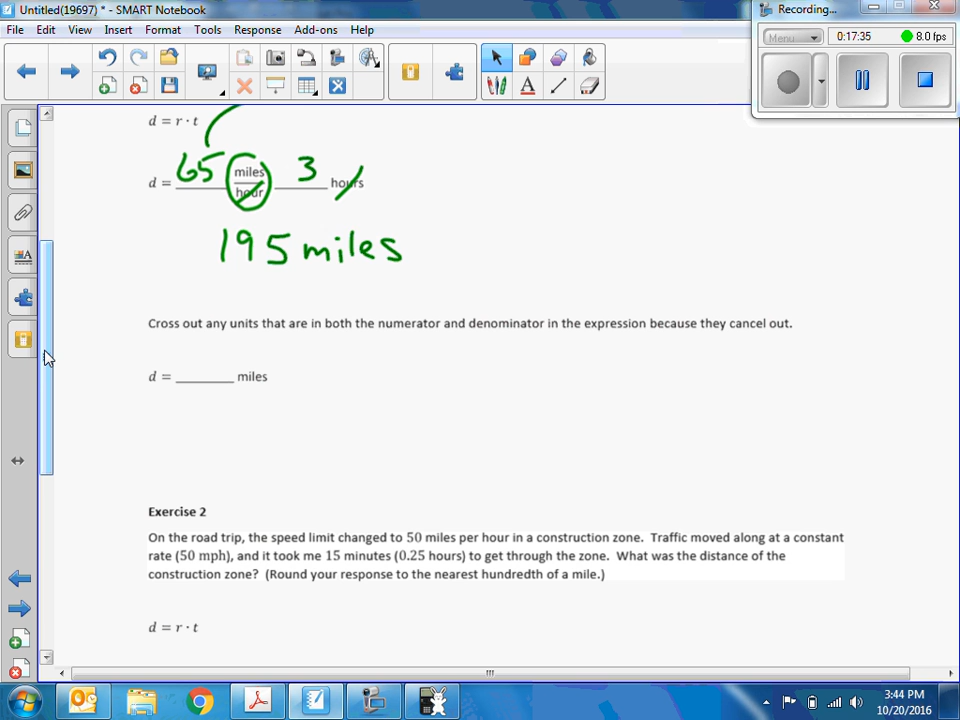 Untitled(19697) * - SMART Notebook
Recording...
File Edit View Insert Format Tools Response Add-ons Help
Menu
0:17:35
8.0 fps
d = r · t
d = 65 miles/hour 3 hours
195 miles
Cross out any units that are in both the numerator and denominator in the expression because they cancel out.
d = ________ miles
Exercise 2
On the road trip, the speed limit changed to 50 miles per hour in a construction zone. Traffic moved along at a constant
rate (50 mph), and it took me 15 minutes (0.25 hours) to get through the zone. What was the distance of the
construction zone? (Round your response to the nearest hundredth of a mile.)
d = r · t
3:44 PM
10/20/2016